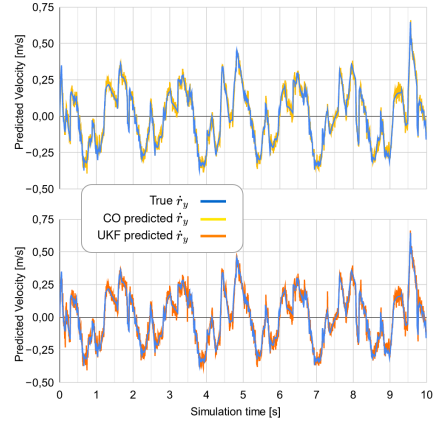 0,75
0,50
0,25
0,00
−0,25
−0,50
Predicted Velocity [m/s]
True ṙy
CO predicted ṙy
UKF predicted ṙy
0,75
0,50
0,25
0,00
−0,25
−0,50
Predicted Velocity [m/s]
0 1 2 3 4 5 6 7 8 9 10
Simulation time [s]